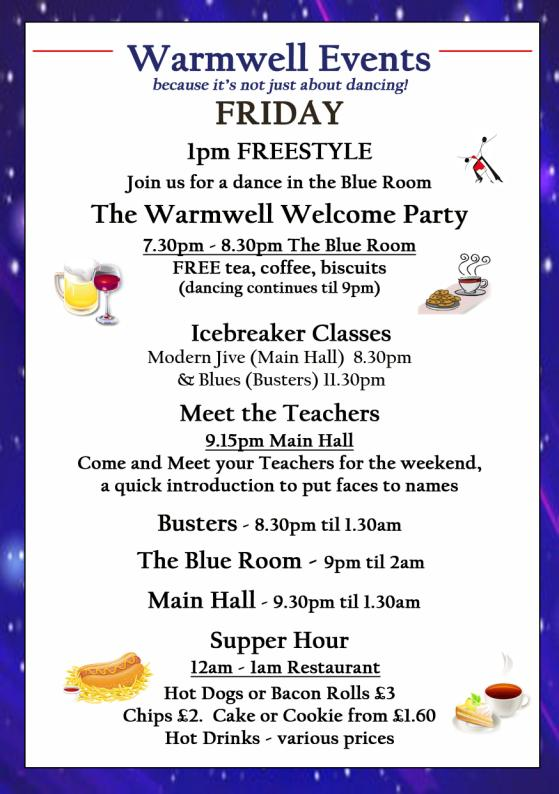 Warmwell Events
because it's not just about dancing!
FRIDAY
1pm FREESTYLE
Join us for a dance in the Blue Room
The Warmwell Welcome Party
7.30pm - 8.30pm The Blue Room
FREE tea, coffee, biscuits
(dancing continues til 9pm)
Icebreaker Classes
Modern Jive (Main Hall) 8.30pm
& Blues (Busters) 11.30pm
Meet the Teachers
9.15pm Main Hall
Come and Meet your Teachers for the weekend,
a quick introduction to put faces to names
Busters - 8.30pm til 1.30am
The Blue Room - 9pm til 2am
Main Hall - 9.30pm til 1.30am
Supper Hour
12am - 1am Restaurant
Hot Dogs or Bacon Rolls £3
Chips £2. Cake or Cookie from £1.60
Hot Drinks - various prices